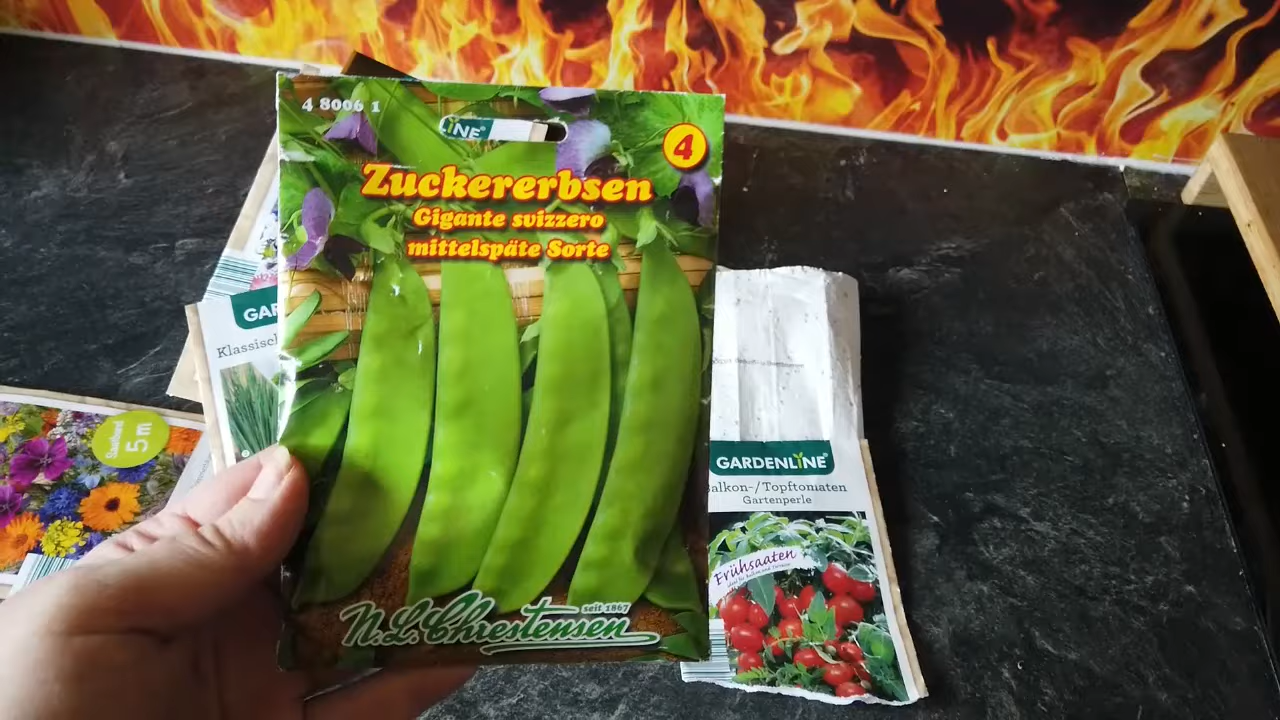 4 8006 1
LINE
4
Zuckererbsen
Gigante svizzero
mittelspäte Sorte
N.L. Chrestensen
seit 1867
GAR
Klassisch
Saatband
5 m
GARDENLINE
alkon-/Topftomaten
Gartenperle
Frühsaaten